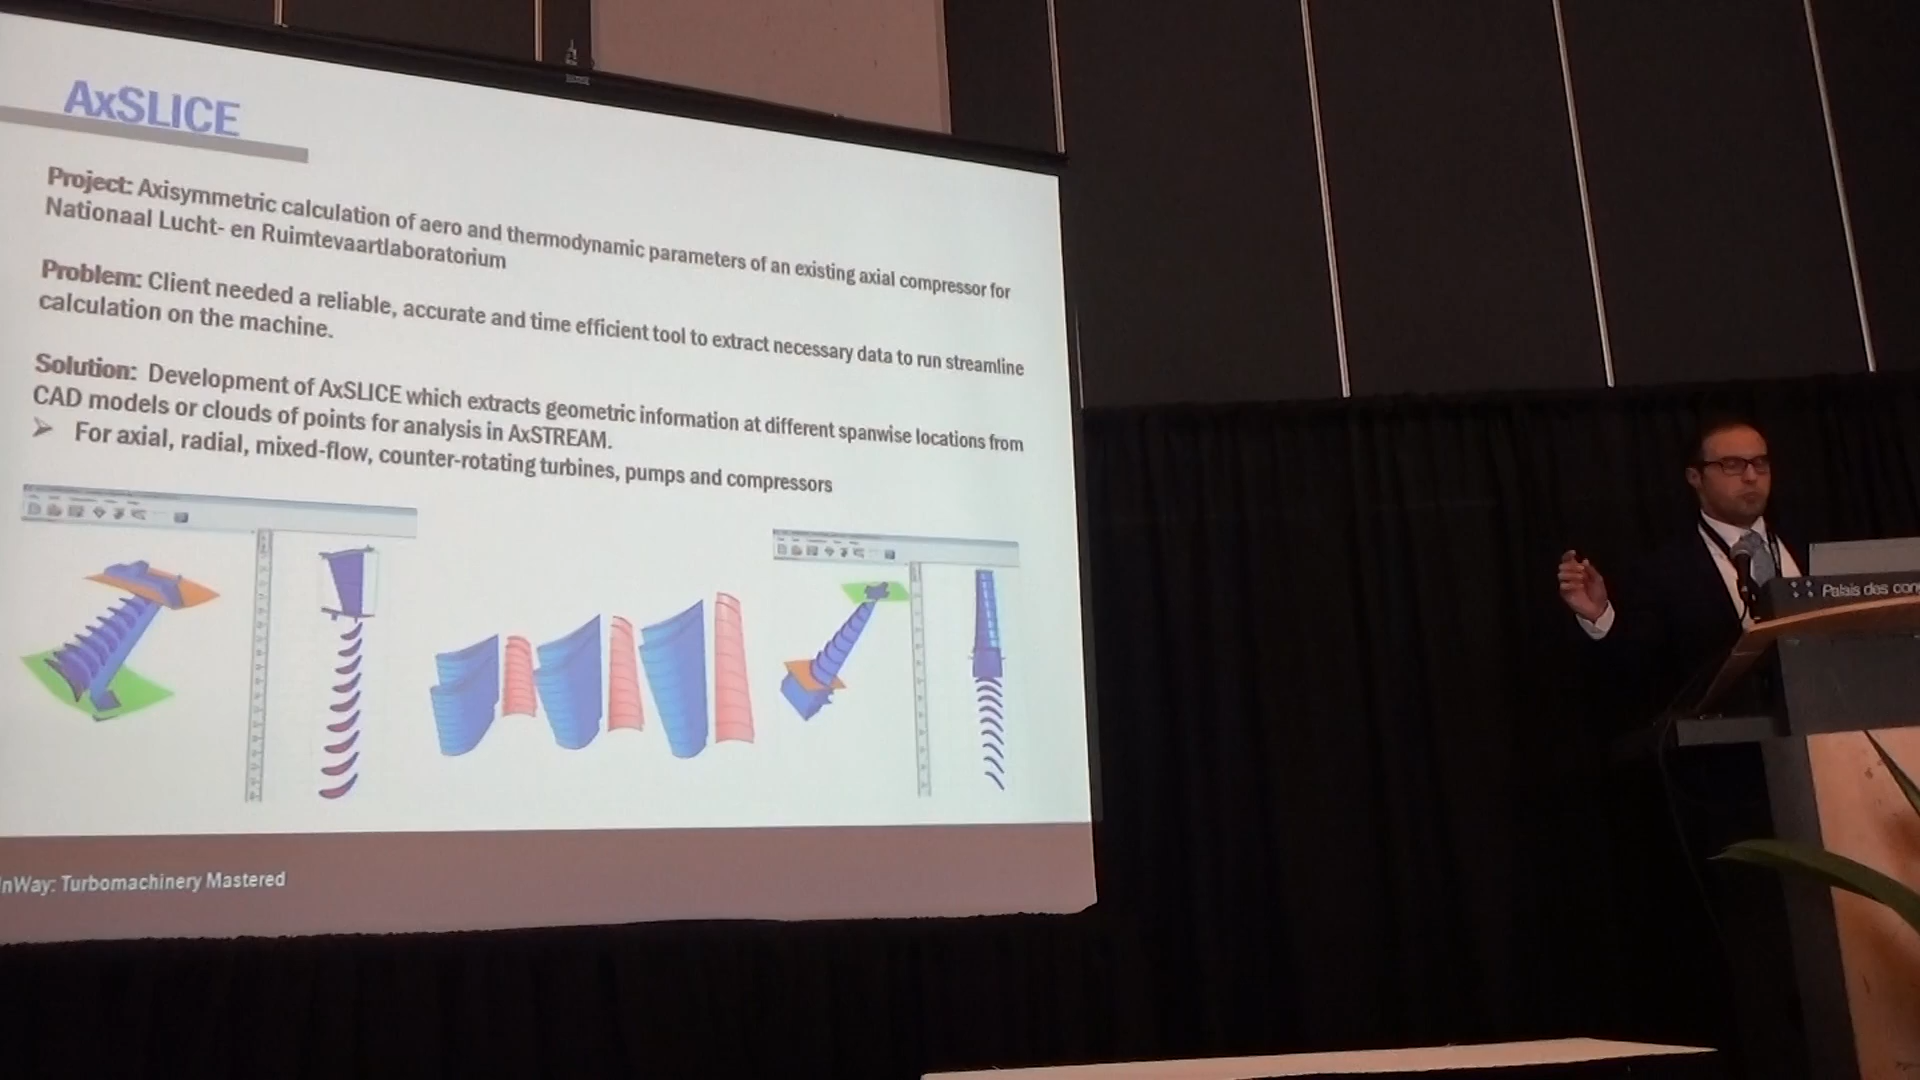 AxSLICE
Project: Axisymmetric calculation of aero and thermodynamic parameters of an existing axial compressor for
Nationaal Lucht- en Ruimtevaartlaboratorium
Problem: Client needed a reliable, accurate and time efficient tool to extract necessary data to run streamline
calculation on the machine.
Solution: Development of AxSLICE which extracts geometric information at different spanwise locations from
CAD models or clouds of points for analysis in AxSTREAM.
➤ For axial, radial, mixed-flow, counter-rotating turbines, pumps and compressors
nWay: Turbomachinery Mastered
Palais des con